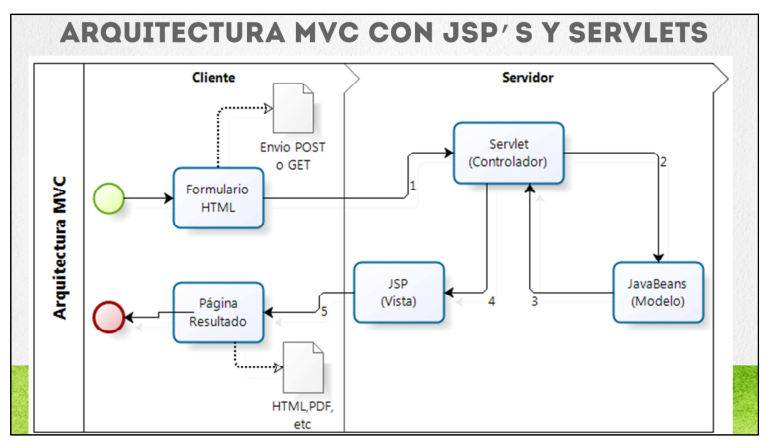 ARQUITECTURA MVC CON JSP'S Y SERVLETS
Cliente
Servidor
Arquitectura MVC
Envio POST
o GET
Formulario
HTML
1
Servlet
(Controlador)
2
JSP
(Vista)
4
3
JavaBeans
(Modelo)
Página
Resultado
5
HTML,PDF,
etc